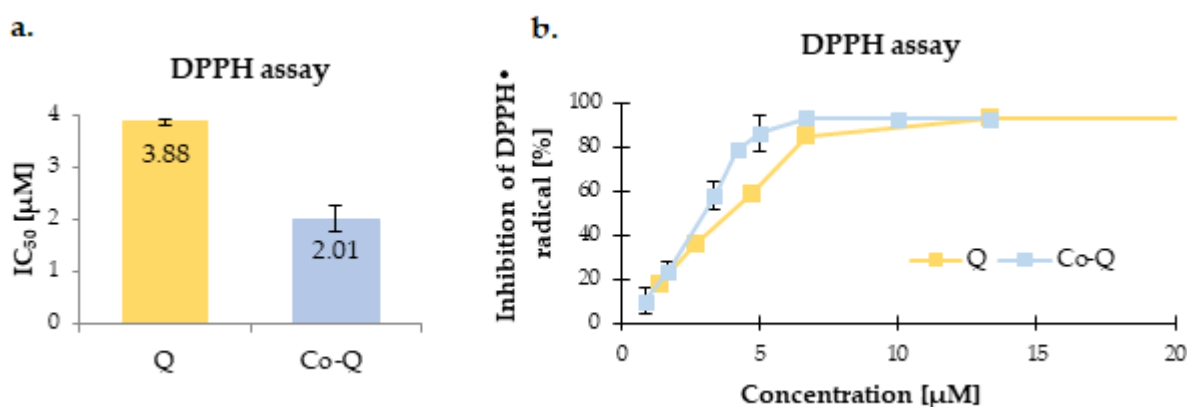 a.
DPPH assay
IC50 [μM]
4
3
2
1
0
3.88
2.01
Q
Co-Q
b.
DPPH assay
Inhibition of DPPH•
radical [%]
100
80
60
40
20
0
Q
Co-Q
0
5
10
15
20
Concentration [μM]